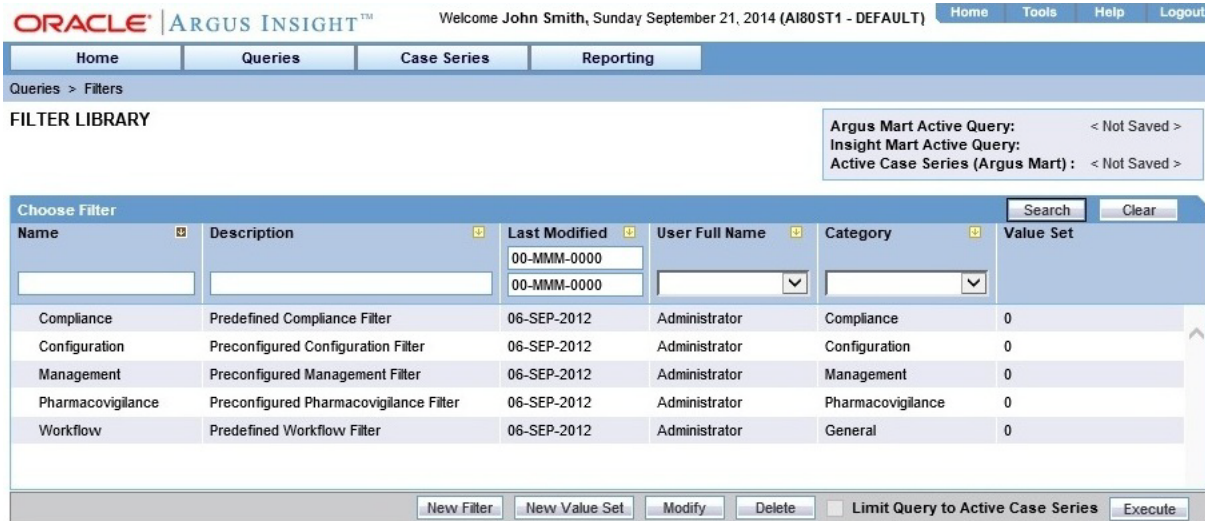 ORACLE® | ARGUS INSIGHT™ Welcome John Smith, Sunday September 21, 2014 (AI80ST1 - DEFAULT) Home Tools Help Logout
Home Queries Case Series Reporting
Queries > Filters
FILTER LIBRARY
Argus Mart Active Query: < Not Saved >
Insight Mart Active Query:
Active Case Series (Argus Mart) : < Not Saved >
Choose Filter Search Clear
Name Description Last Modified User Full Name Category Value Set
00-MMM-0000
00-MMM-0000
Compliance Predefined Compliance Filter 06-SEP-2012 Administrator Compliance 0
Configuration Preconfigured Configuration Filter 06-SEP-2012 Administrator Configuration 0
Management Preconfigured Management Filter 06-SEP-2012 Administrator Management 0
Pharmacovigilance Preconfigured Pharmacovigilance Filter 06-SEP-2012 Administrator Pharmacovigilance 0
Workflow Predefined Workflow Filter 06-SEP-2012 Administrator General 0
New Filter New Value Set Modify Delete Limit Query to Active Case Series Execute